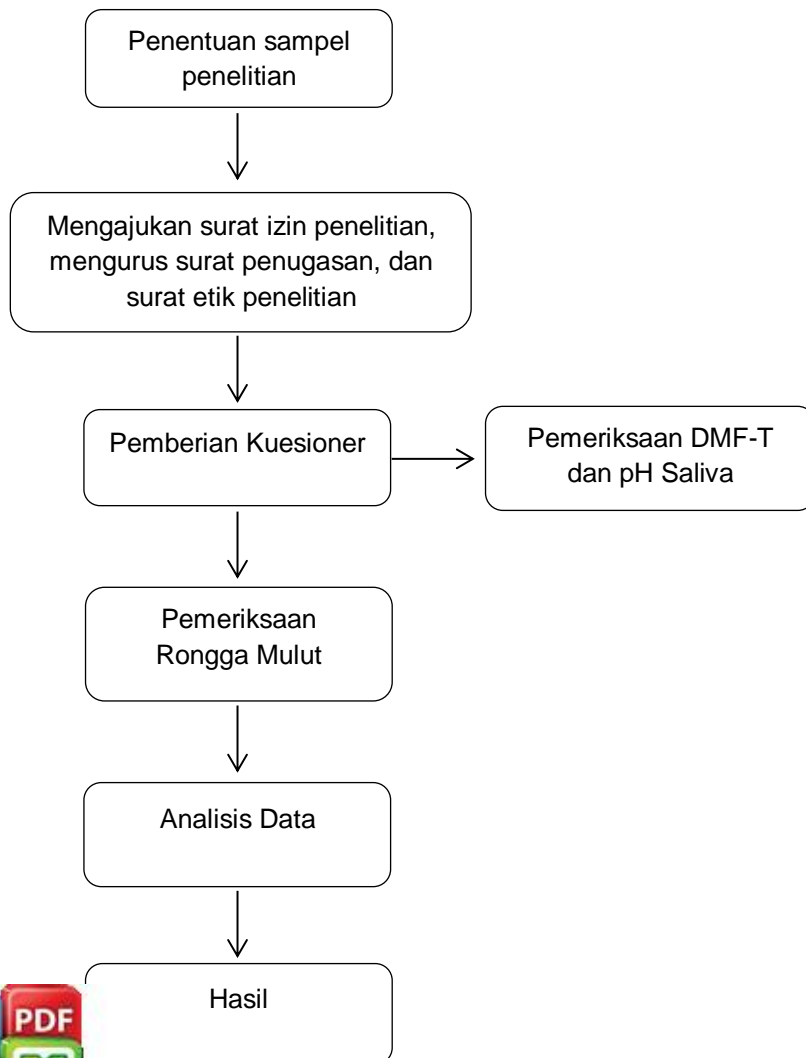 Penentuan sampel
penelitian
Mengajukan surat izin penelitian,
mengurus surat penugasan, dan
surat etik penelitian
Pemberian Kuesioner
Pemeriksaan DMF-T
dan pH Saliva
Pemeriksaan
Rongga Mulut
Analisis Data
Hasil
PDF